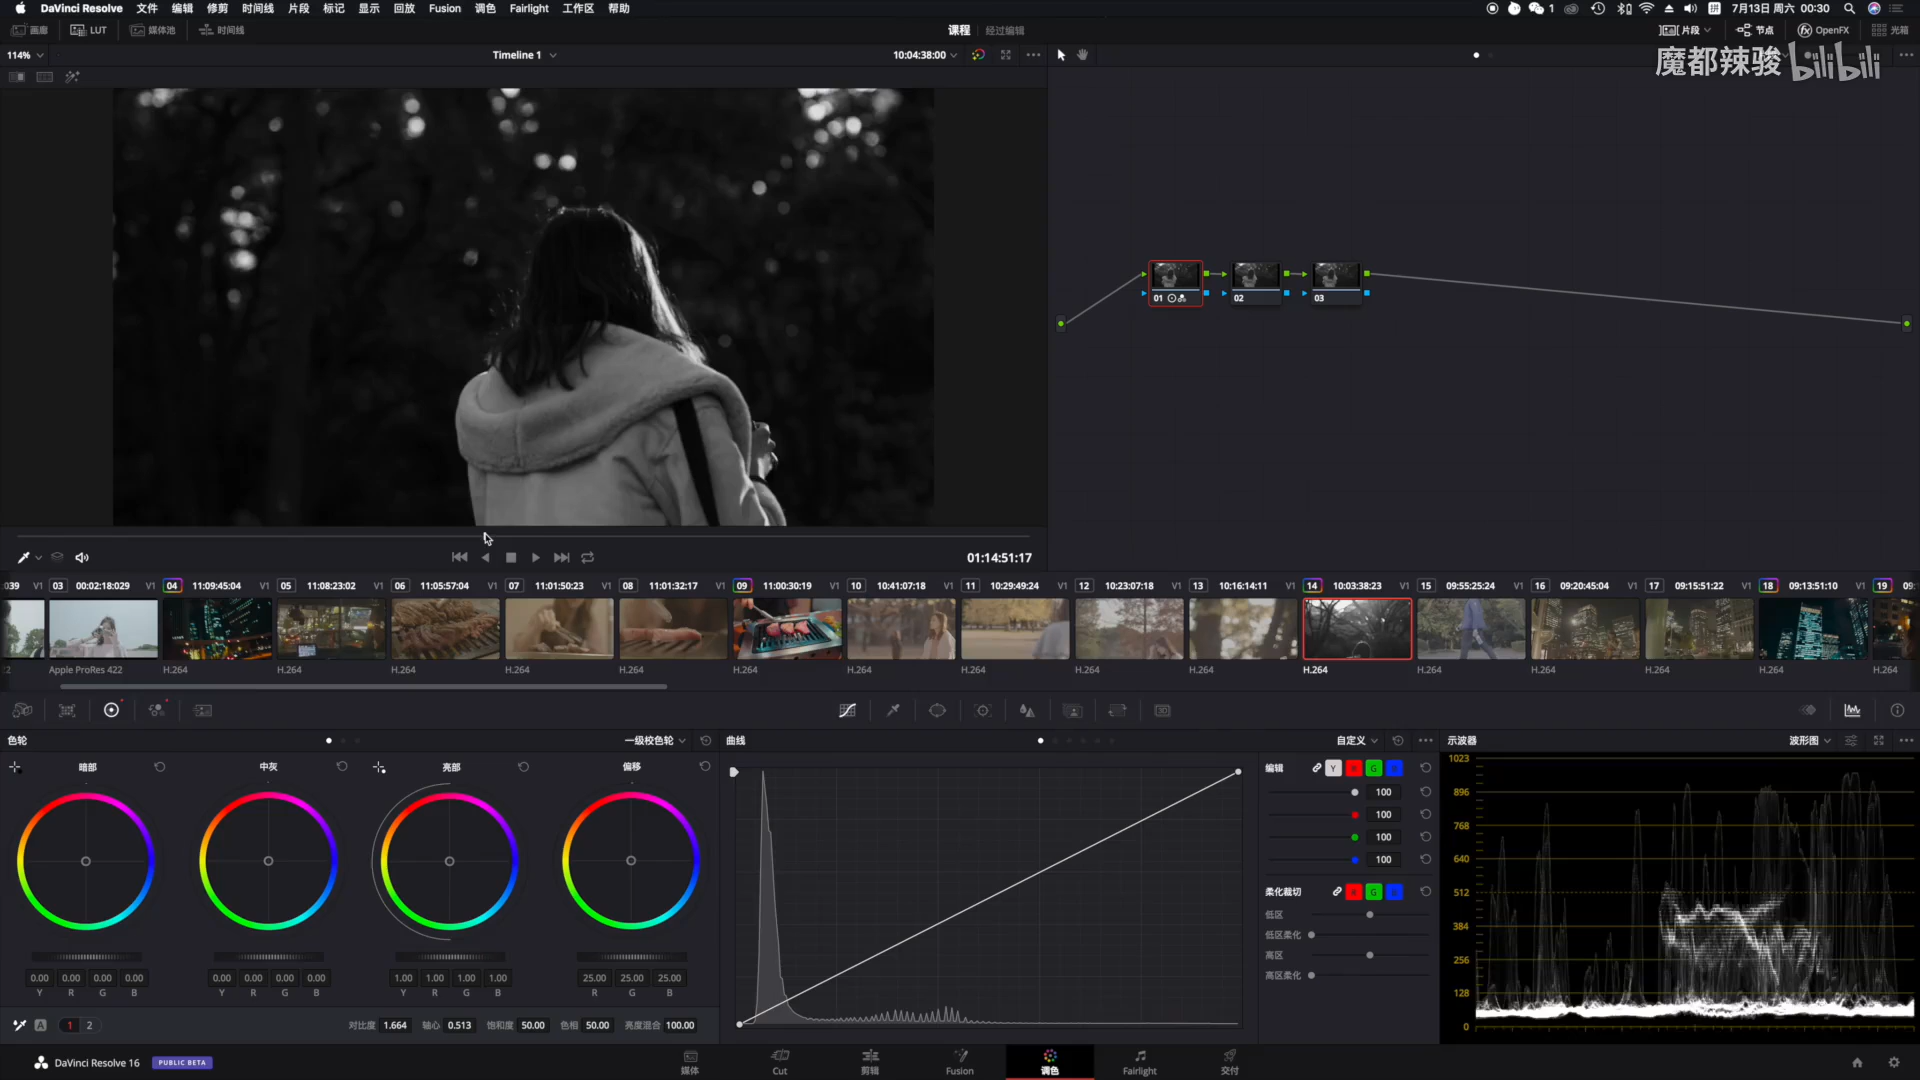 DaVinci Resolve 文件 编辑 修剪 时间线 片段 标记 显示 回放 Fusion 调色 Fairlight 工作区 帮助 1 7月13日 周六 00:30
画廊 LUT 媒体池 时间线 课程 经过编辑 片段 节点 OpenFX 光箱
114% Timeline 1 10:04:38:00
魔都辣骏 bilibili
01 02 03
01:14:51:17
:039 V1 03 00:02:18:029 V1 04 11:09:45:04 V1 05 11:08:23:02 V1 06 11:05:57:04 V1 07 11:01:50:23 V1 08 11:01:32:17 V1 09 11:00:30:19 V1 10 10:41:07:18 V1 11 10:29:49:24 V1 12 10:23:07:18 V1 13 10:16:14:11 V1 14 10:03:38:23 V1 15 09:55:25:24 V1 16 09:20:45:04 V1 17 09:15:51:22 V1 18 09:13:51:10 V1 19 09:
2 Apple ProRes 422 H.264 H.264 H.264 H.264 H.264 H.264 H.264 H.264 H.264 H.264 H.264 H.264 H.264 H.264 H.264 H.264
3D
色轮 一级校色轮 曲线 自定义 示波器 波形图
暗部 中灰 亮部 偏移
编辑 Y R G B
100
100
100
100
柔化裁切 R G B
低区
低区柔化
高区
高区柔化
1023
896
768
640
512
384
256
128
0
0.00 0.00 0.00 0.00 0.00 0.00 0.00 0.00 1.00 1.00 1.00 1.00 25.00 25.00 25.00
Y R G B Y R G B Y R G B R G B
A 1 2 对比度 1.664 轴心 0.513 饱和度 50.00 色相 50.00 亮度混合 100.00
DaVinci Resolve 16 PUBLIC BETA
媒体 Cut 剪辑 Fusion 调色 Fairlight 交付